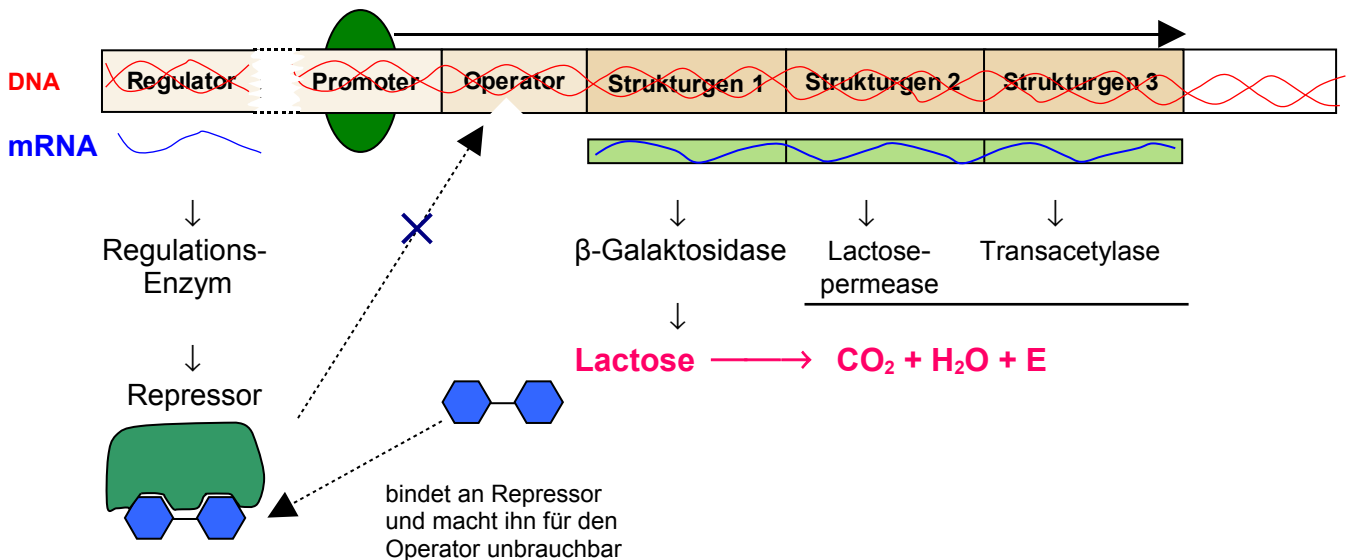 DNA
Regulator
Promoter
Operator
Strukturgen 1
Strukturgen 2
Strukturgen 3
mRNA
↓
Regulations-
Enzym
↓
Repressor
↓
β-Galaktosidase
↓
Lactose-
permease
↓
Transacetylase
↓
Lactose ⟶ CO₂ + H₂O + E
bindet an Repressor
und macht ihn für den
Operator unbrauchbar